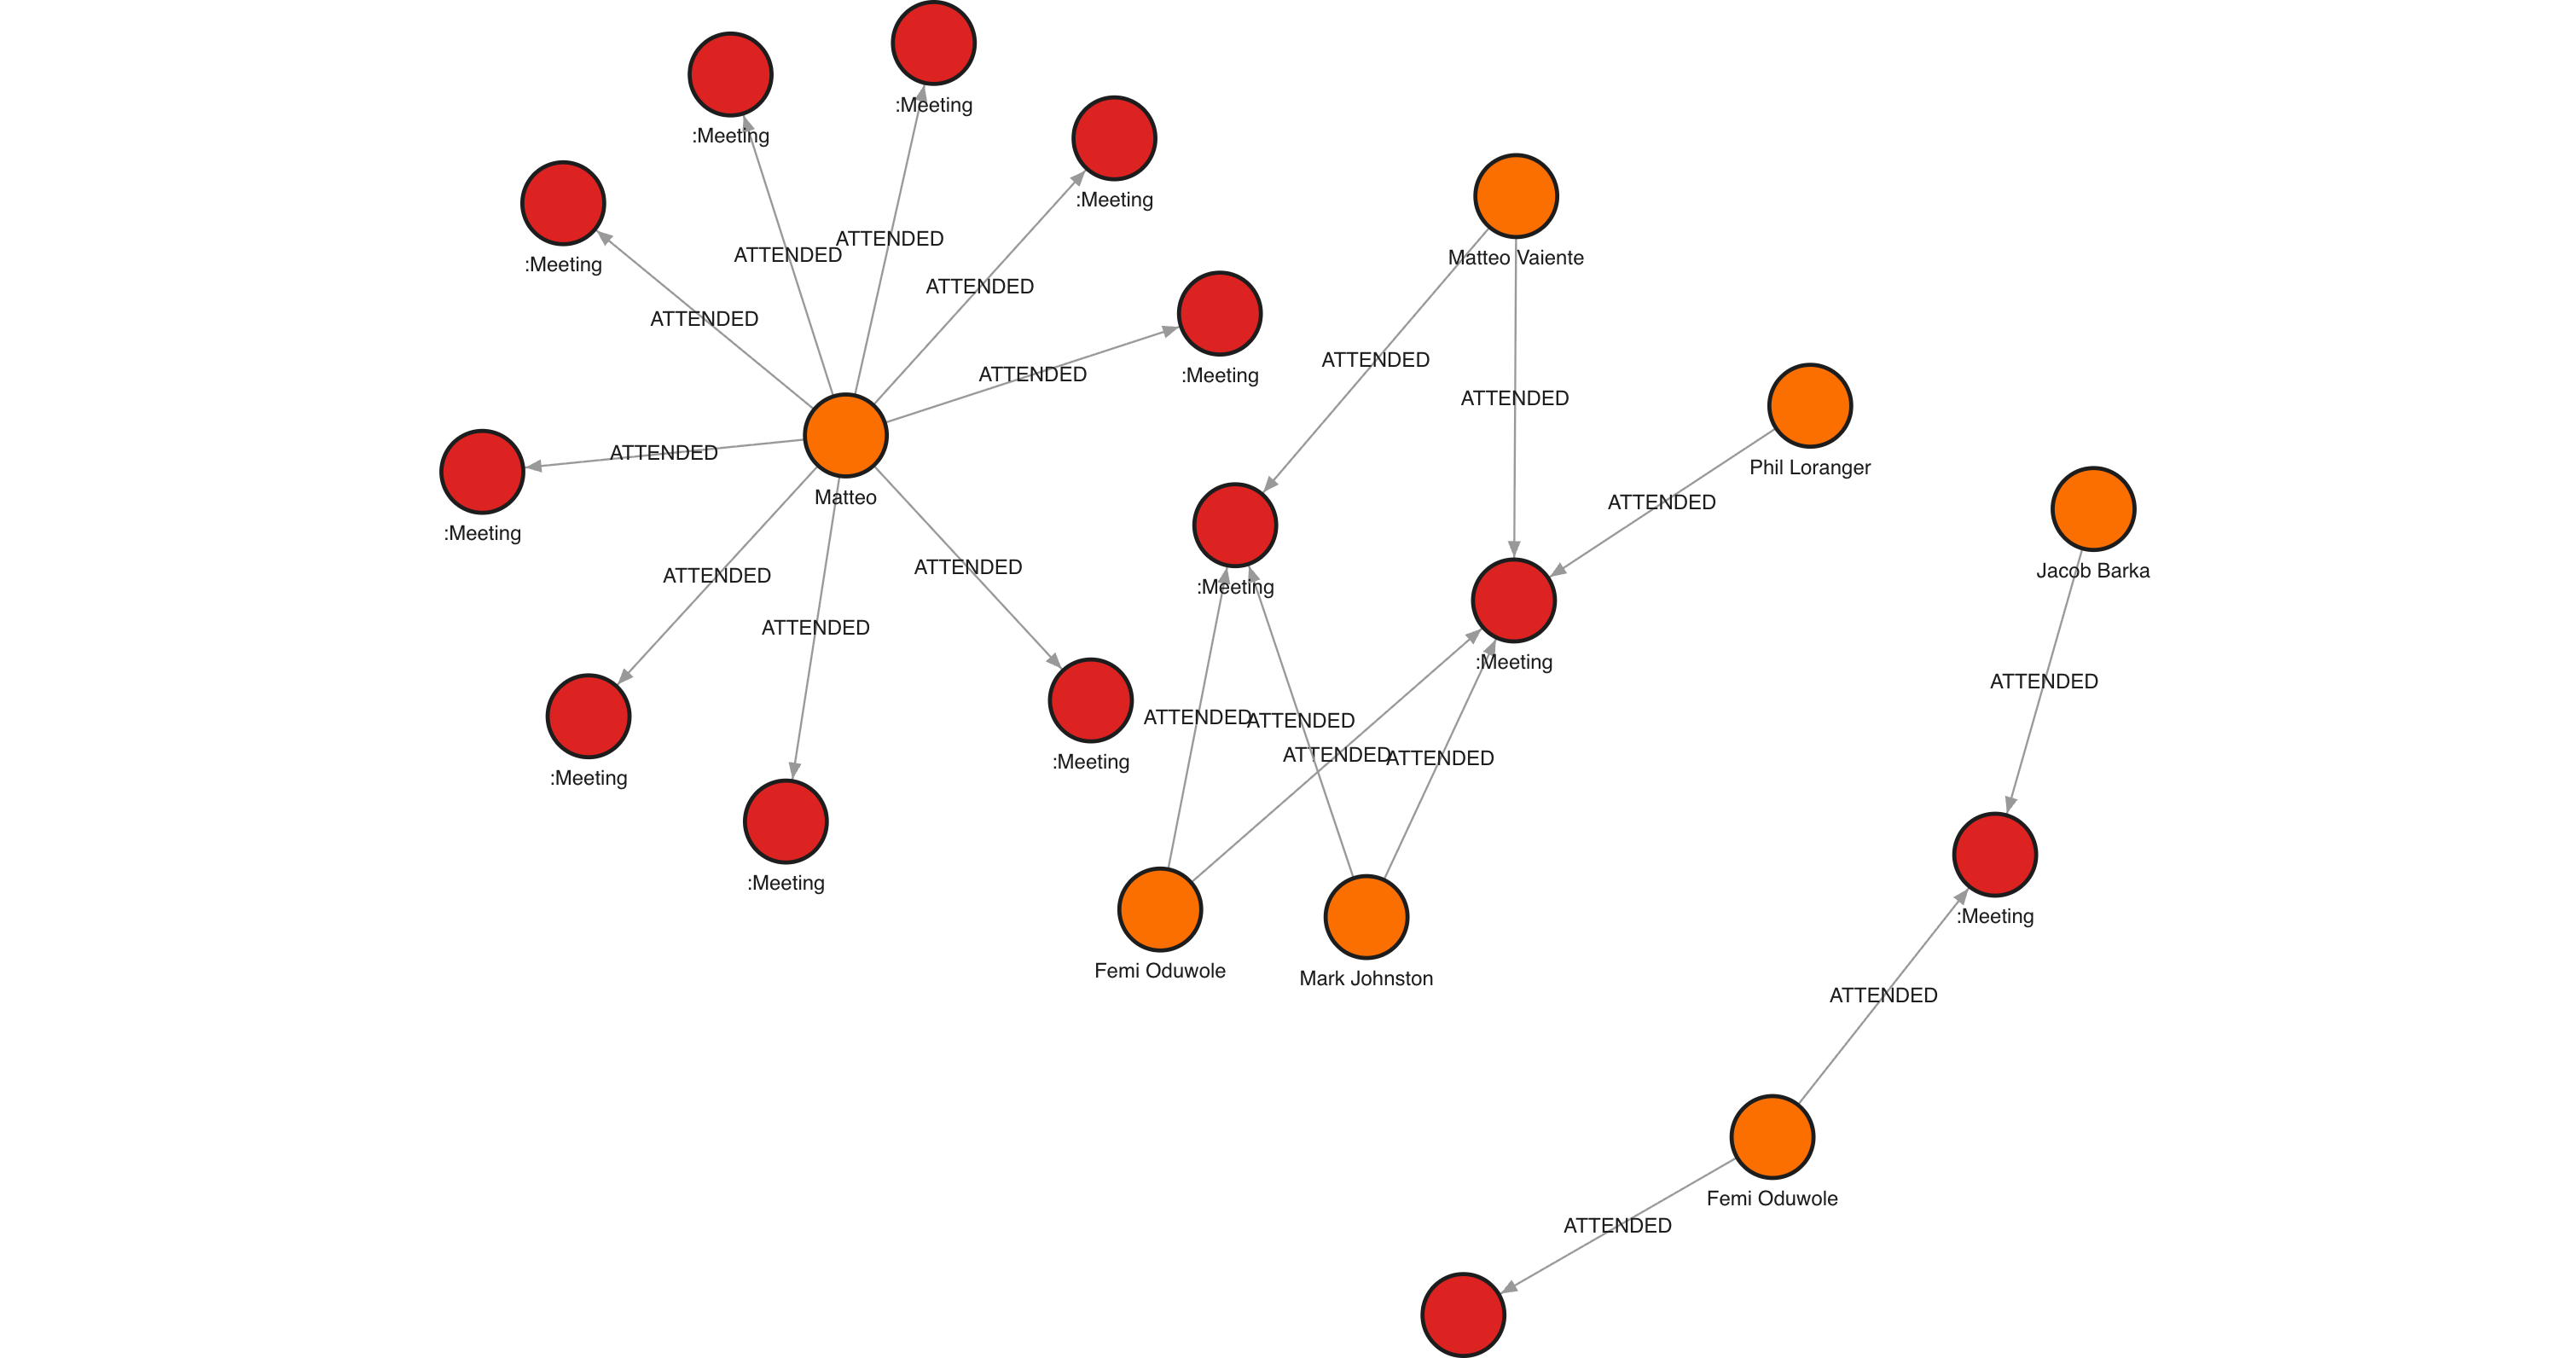 :Meeting
:Meeting
:Meeting
:Meeting
ATTENDED
ATTENDED
Matteo Vaiente
:Meeting
ATTENDED
ATTENDED
ATTENDED
ATTENDED
:Meeting
ATTENDED
ATTENDED
Phil Loranger
Matteo
ATTENDED
:Meeting
ATTENDED
ATTENDED
Jacob Barka
ATTENDED
:Meeting
ATTENDED
:Meeting
ATTENDED
ATTENDED
ATTENDED
ATTENDED
ATTENDED
:Meeting
:Meeting
:Meeting
:Meeting
Femi Oduwole
Mark Johnston
ATTENDED
Femi Oduwole
ATTENDED